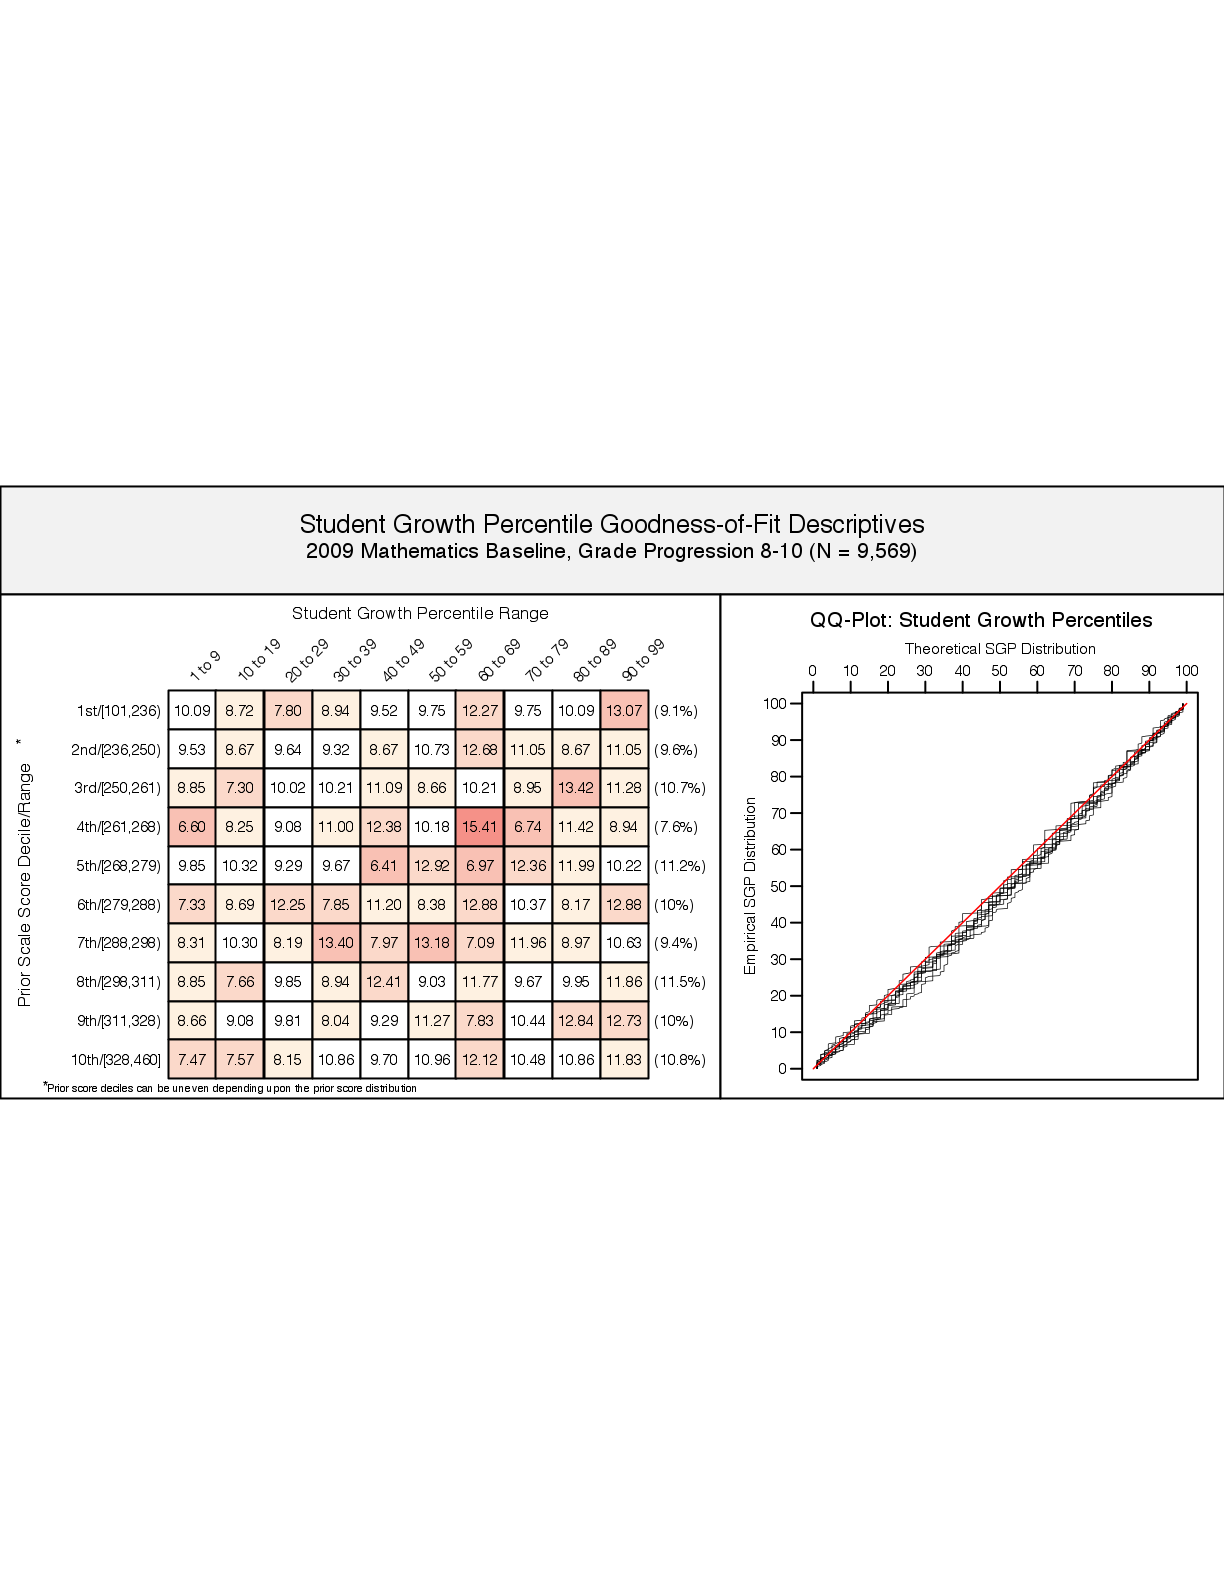 Student Growth Percentile Goodness-of-Fit Descriptives
2009 Mathematics Baseline, Grade Progression 8-10 (N = 9,569)
Student Growth Percentile Range
1 to 9 10 to 19 20 to 29 30 to 39 40 to 49 50 to 59 60 to 69 70 to 79 80 to 89 90 to 99
Prior Scale Score Decile/Range *
1st/[101,236) 10.09 8.72 7.80 8.94 9.52 9.75 12.27 9.75 10.09 13.07 (9.1%)
2nd/[236,250) 9.53 8.67 9.64 9.32 8.67 10.73 12.68 11.05 8.67 11.05 (9.6%)
3rd/[250,261) 8.85 7.30 10.02 10.21 11.09 8.66 10.21 8.95 13.42 11.28 (10.7%)
4th/[261,268) 6.60 8.25 9.08 11.00 12.38 10.18 15.41 6.74 11.42 8.94 (7.6%)
5th/[268,279) 9.85 10.32 9.29 9.67 6.41 12.92 6.97 12.36 11.99 10.22 (11.2%)
6th/[279,288) 7.33 8.69 12.25 7.85 11.20 8.38 12.88 10.37 8.17 12.88 (10%)
7th/[288,298) 8.31 10.30 8.19 13.40 7.97 13.18 7.09 11.96 8.97 10.63 (9.4%)
8th/[298,311) 8.85 7.66 9.85 8.94 12.41 9.03 11.77 9.67 9.95 11.86 (11.5%)
9th/[311,328) 8.66 9.08 9.81 8.04 9.29 11.27 7.83 10.44 12.84 12.73 (10%)
10th/[328,460] 7.47 7.57 8.15 10.86 9.70 10.96 12.12 10.48 10.86 11.83 (10.8%)
*Prior score deciles can be uneven depending upon the prior score distribution
QQ-Plot: Student Growth Percentiles
Theoretical SGP Distribution
0 10 20 30 40 50 60 70 80 90 100
Empirical SGP Distribution
100
90
80
70
60
50
40
30
20
10
0